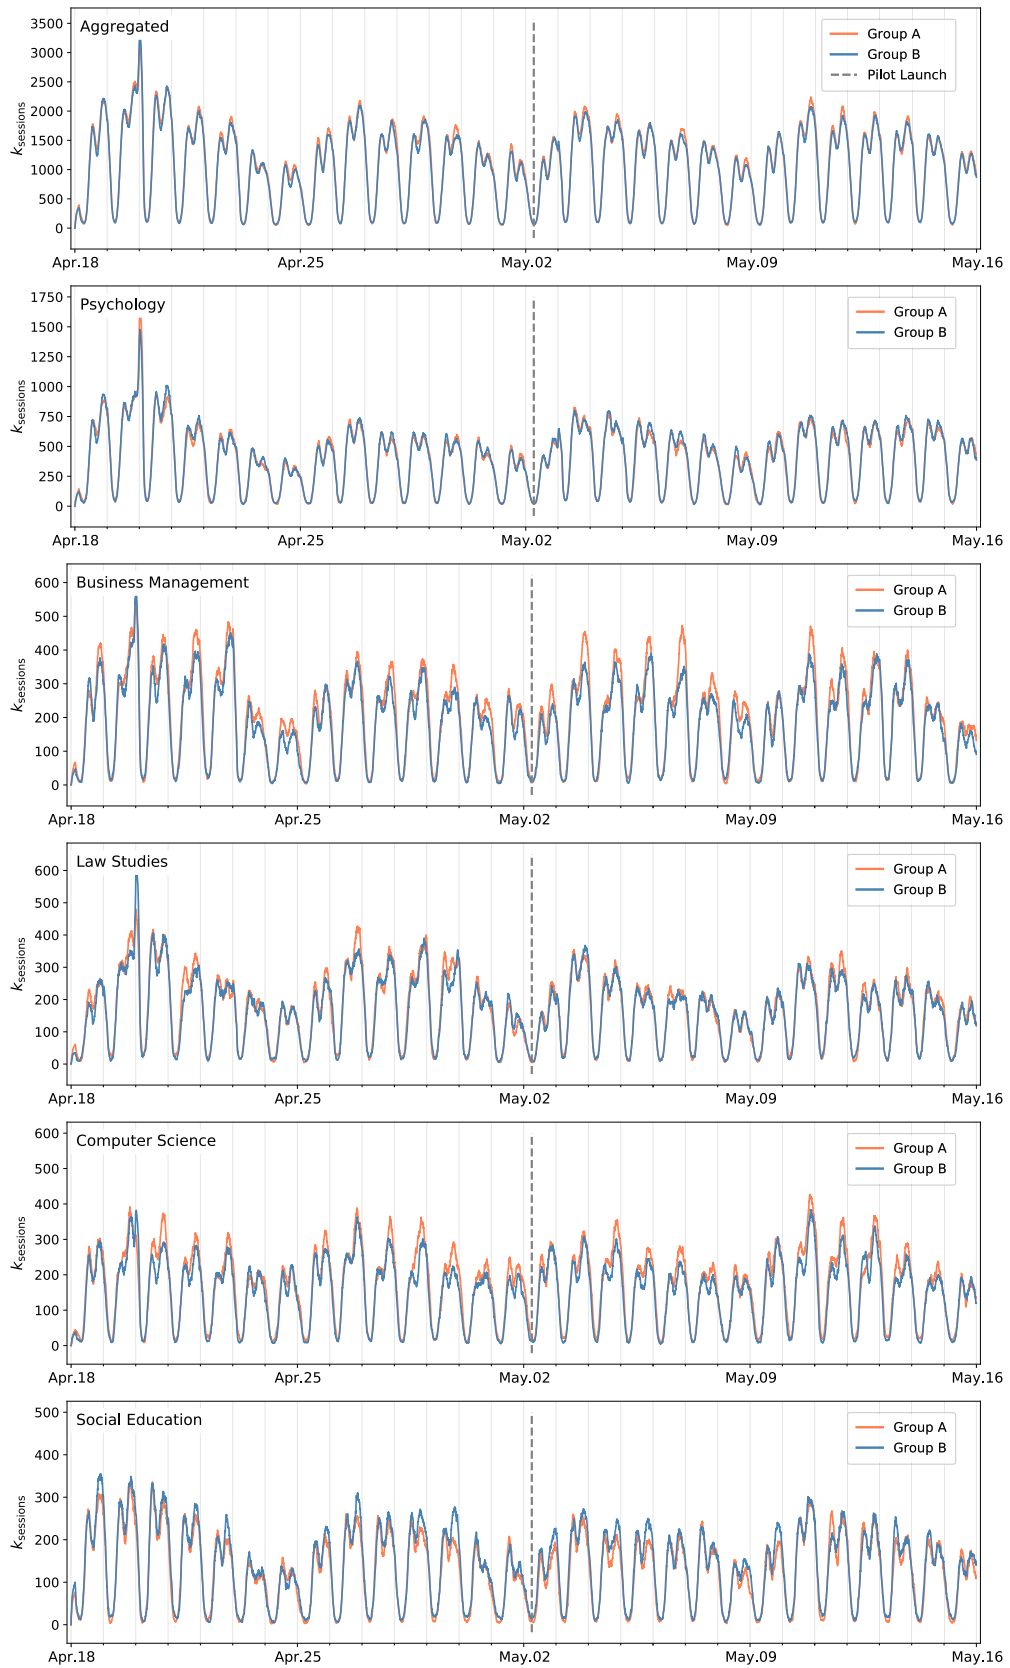 Aggregated
Group A
Group B
Pilot Launch
3500
3000
2500
2000
1500
1000
500
0
k_sessions
Apr.18 Apr.25 May.02 May.09 May.16
Psychology
Group A
Group B
1750
1500
1250
1000
750
500
250
0
k_sessions
Apr.18 Apr.25 May.02 May.09 May.16
Business Management
Group A
Group B
600
500
400
300
200
100
0
k_sessions
Apr.18 Apr.25 May.02 May.09 May.16
Law Studies
Group A
Group B
600
500
400
300
200
100
0
k_sessions
Apr.18 Apr.25 May.02 May.09 May.16
Computer Science
Group A
Group B
600
500
400
300
200
100
0
k_sessions
Apr.18 Apr.25 May.02 May.09 May.16
Social Education
Group A
Group B
500
400
300
200
100
0
k_sessions
Apr.18 Apr.25 May.02 May.09 May.16